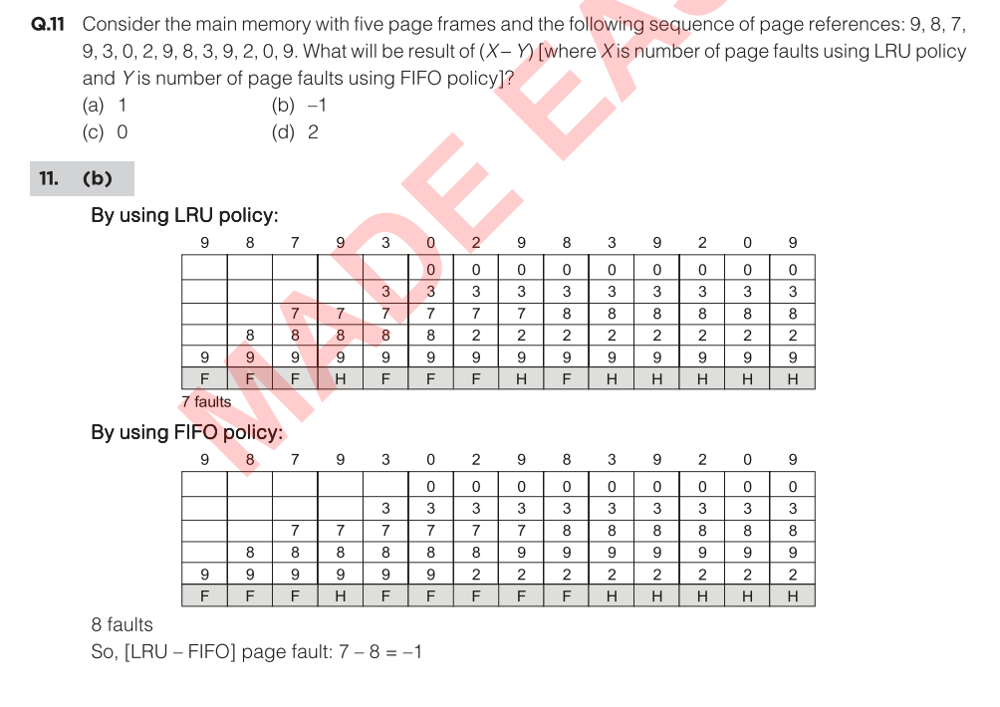 Q.11 Consider the main memory with five page frames and the following sequence of page references: 9, 8, 7,
9, 3, 0, 2, 9, 8, 3, 9, 2, 0, 9. What will be result of (X – Y) [where X is number of page faults using LRU policy
and Y is number of page faults using FIFO policy]?
(a) 1 (b) –1
(c) 0 (d) 2
11. (b)
By using LRU policy:
9 8 7 9 3 0 2 9 8 3 9 2 0 9
0 0 0 0 0 0 0 0 0
3 3 3 3 3 3 3 3 3 3
7 7 7 7 7 7 8 8 8 8 8 8
8 8 8 8 8 2 2 2 2 2 2 2 2
9 9 9 9 9 9 9 9 9 9 9 9 9 9
F F F H F F F H F H H H H H
7 faults
By using FIFO policy:
9 8 7 9 3 0 2 9 8 3 9 2 0 9
0 0 0 0 0 0 0 0 0
3 3 3 3 3 3 3 3 3 3
7 7 7 7 7 7 8 8 8 8 8 8
8 8 8 8 8 8 9 9 9 9 9 9 9
9 9 9 9 9 9 2 2 2 2 2 2 2 2
F F F H F F F F F H H H H H
8 faults
So, [LRU – FIFO] page fault: 7 – 8 = –1
MADE EAS